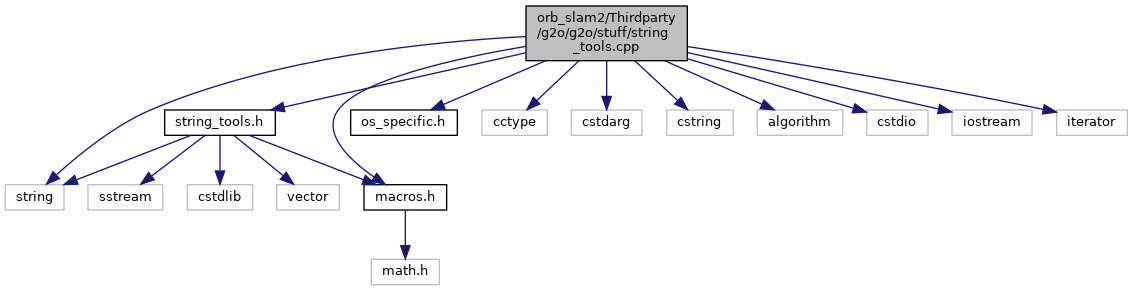 orb_slam2/Thirdparty
/g2o/g2o/stuff/string
_tools.cpp
string_tools.h
os_specific.h
cctype
cstdarg
cstring
algorithm
cstdio
iostream
iterator
string
sstream
cstdlib
vector
macros.h
math.h